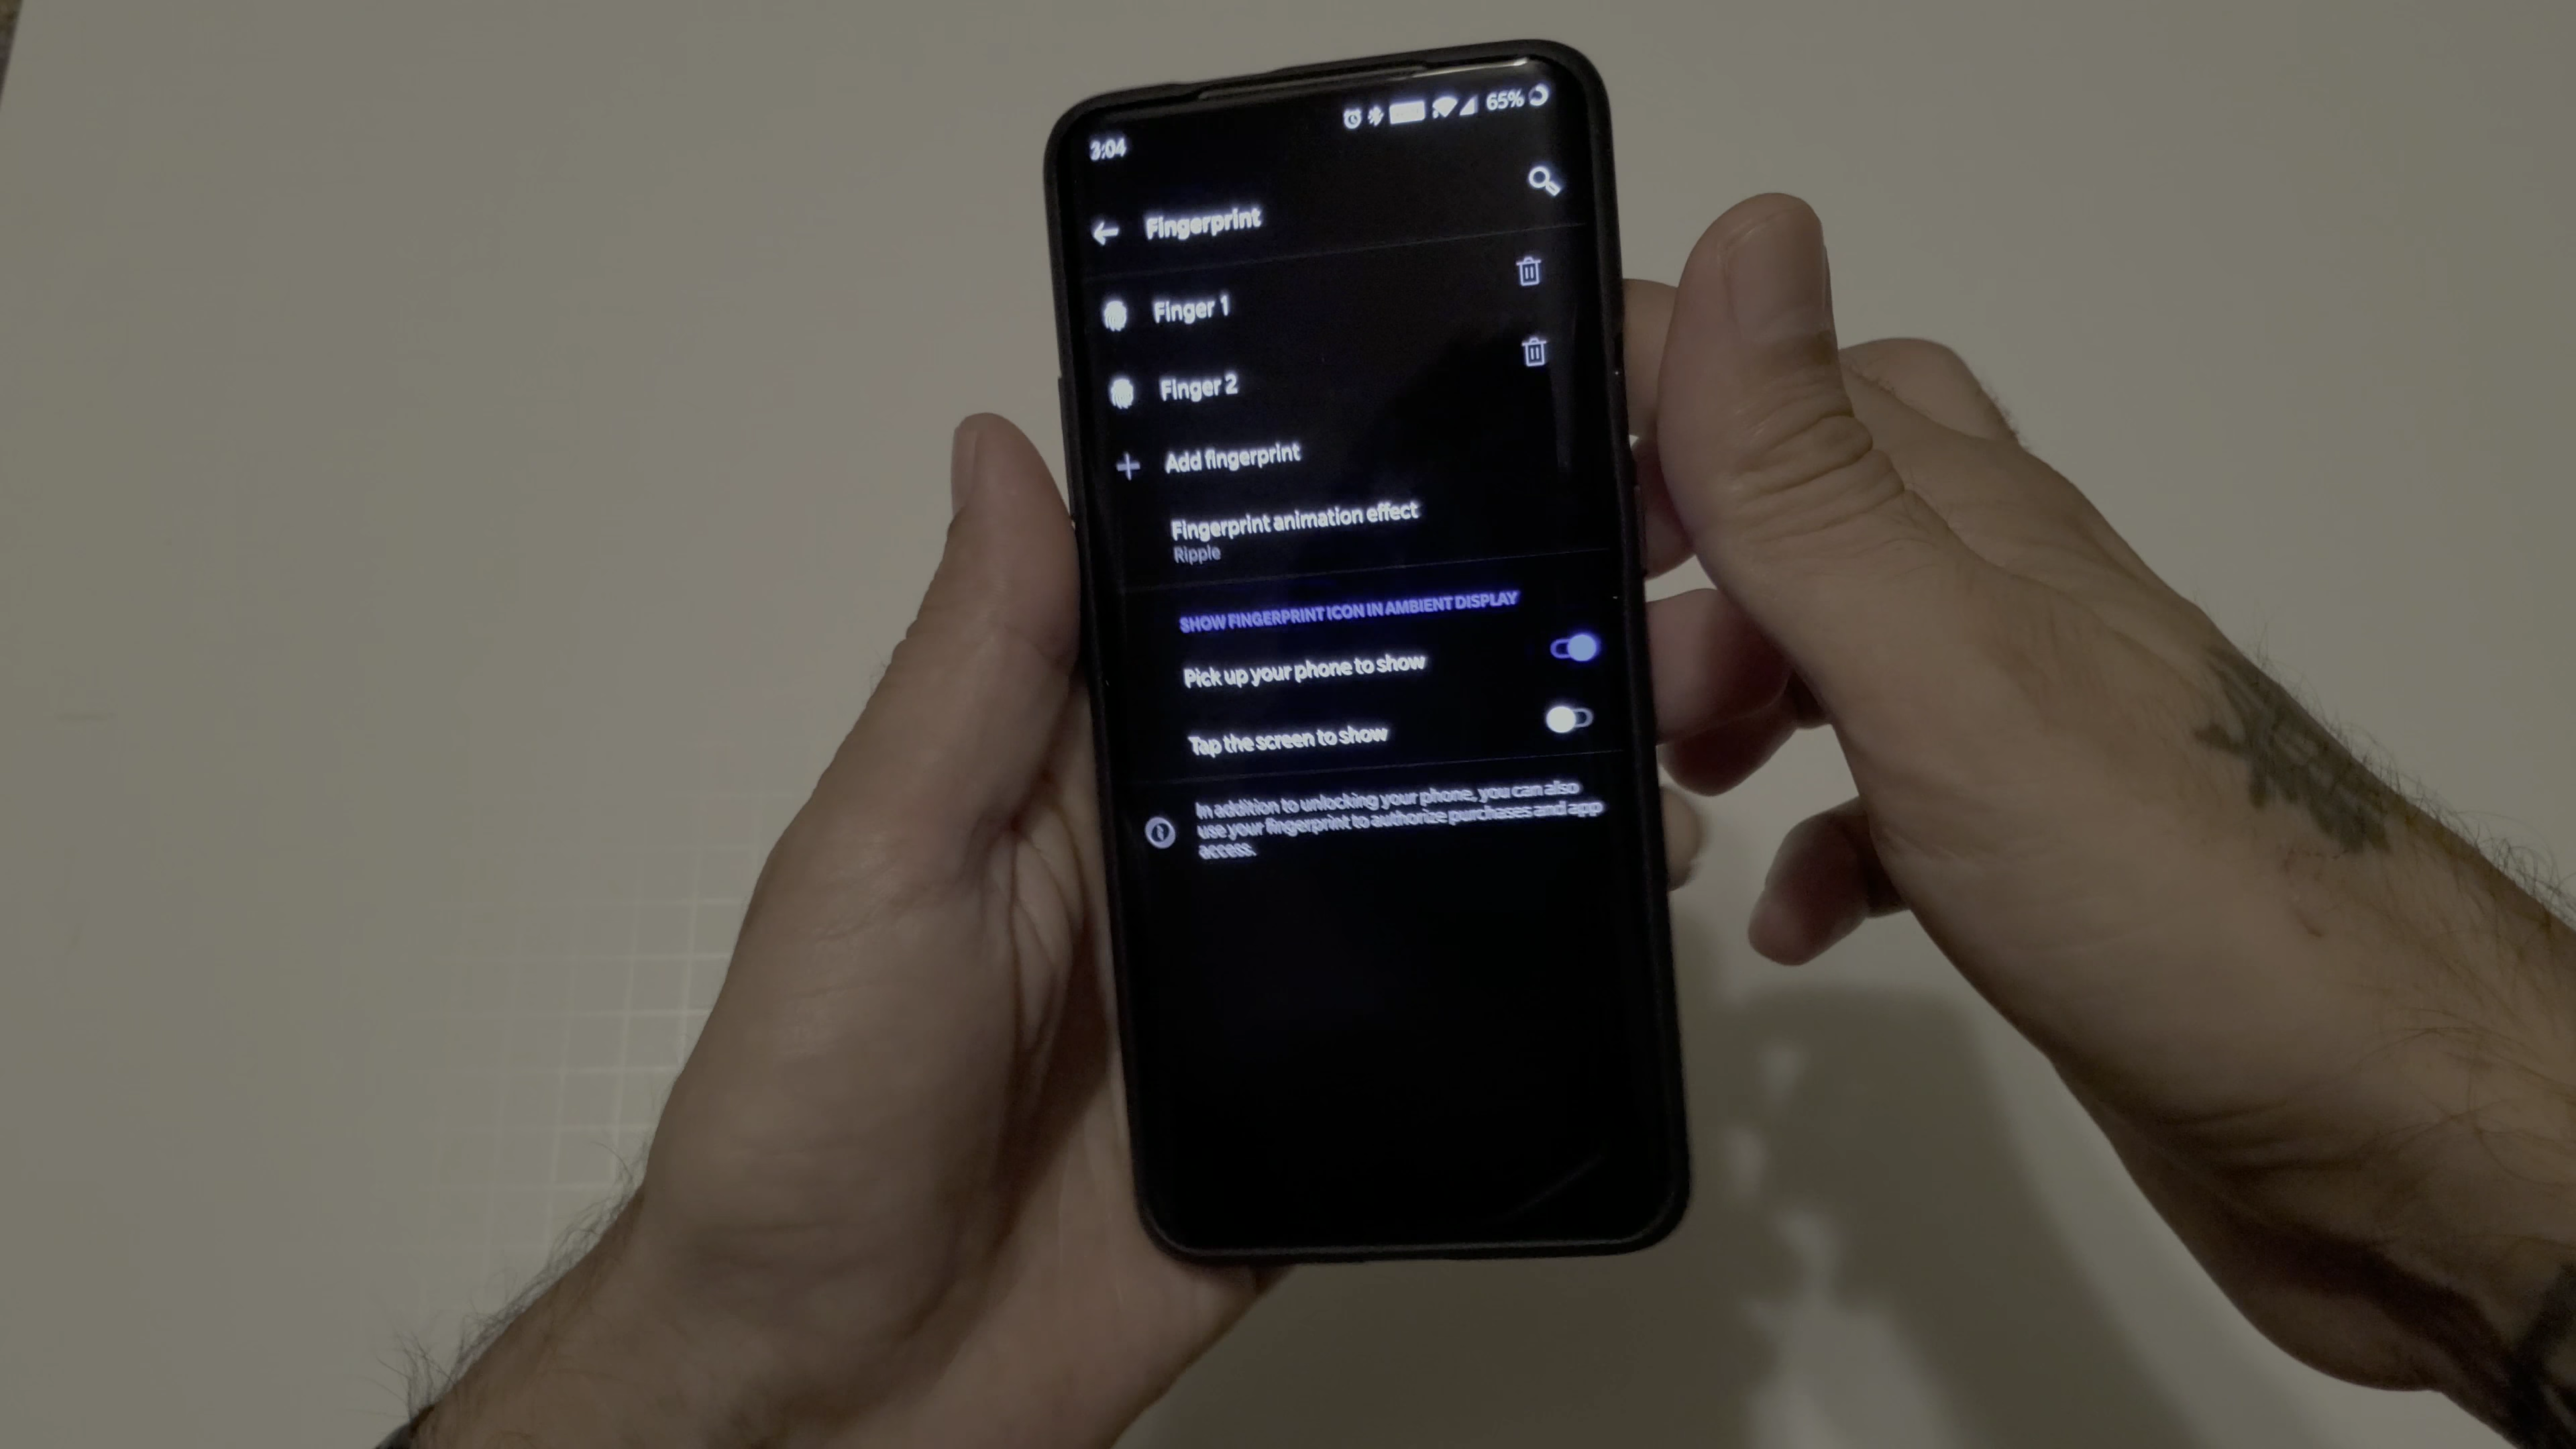 3:04
65%
Fingerprint
Finger 1
Finger 2
Add fingerprint
Fingerprint animation effect
Ripple
SHOW FINGERPRINT ICON IN AMBIENT DISPLAY
Pick up your phone to show
Tap the screen to show
In addition to unlocking your phone, you can also
use your fingerprint to authorize purchases and app
access.